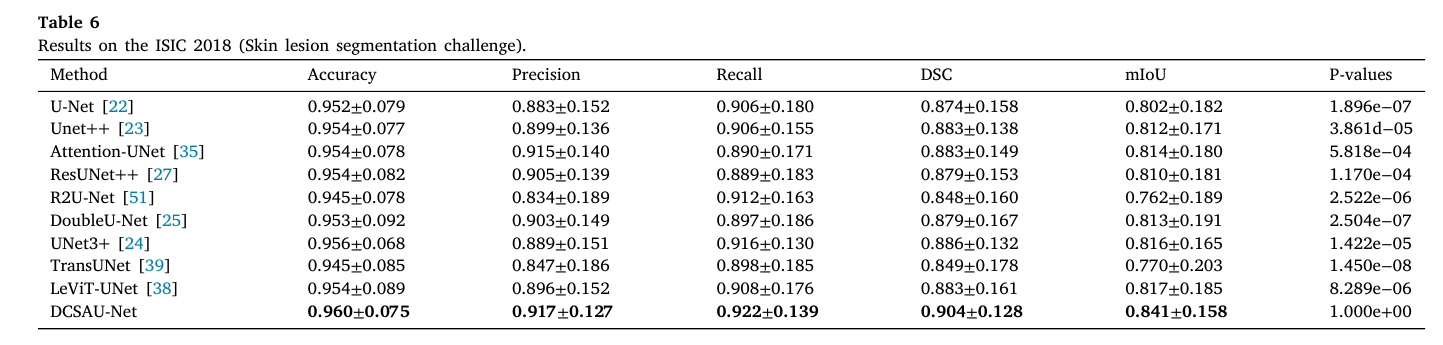 Table 6
Results on the ISIC 2018 (Skin lesion segmentation challenge).
Method Accuracy Precision Recall DSC mIoU P-values
U-Net [22] 0.952±0.079 0.883±0.152 0.906±0.180 0.874±0.158 0.802±0.182 1.896e−07
Unet++ [23] 0.954±0.077 0.899±0.136 0.906±0.155 0.883±0.138 0.812±0.171 3.861d−05
Attention-UNet [35] 0.954±0.078 0.915±0.140 0.890±0.171 0.883±0.149 0.814±0.180 5.818e−04
ResUNet++ [27] 0.954±0.082 0.905±0.139 0.889±0.183 0.879±0.153 0.810±0.181 1.170e−04
R2U-Net [51] 0.945±0.078 0.834±0.189 0.912±0.163 0.848±0.160 0.762±0.189 2.522e−06
DoubleU-Net [25] 0.953±0.092 0.903±0.149 0.897±0.186 0.879±0.167 0.813±0.191 2.504e−07
UNet3+ [24] 0.956±0.068 0.889±0.151 0.916±0.130 0.886±0.132 0.816±0.165 1.422e−05
TransUNet [39] 0.945±0.085 0.847±0.186 0.898±0.185 0.849±0.178 0.770±0.203 1.450e−08
LeViT-UNet [38] 0.954±0.089 0.896±0.152 0.908±0.176 0.883±0.161 0.817±0.185 8.289e−06
DCSAU-Net 0.960±0.075 0.917±0.127 0.922±0.139 0.904±0.128 0.841±0.158 1.000e+00